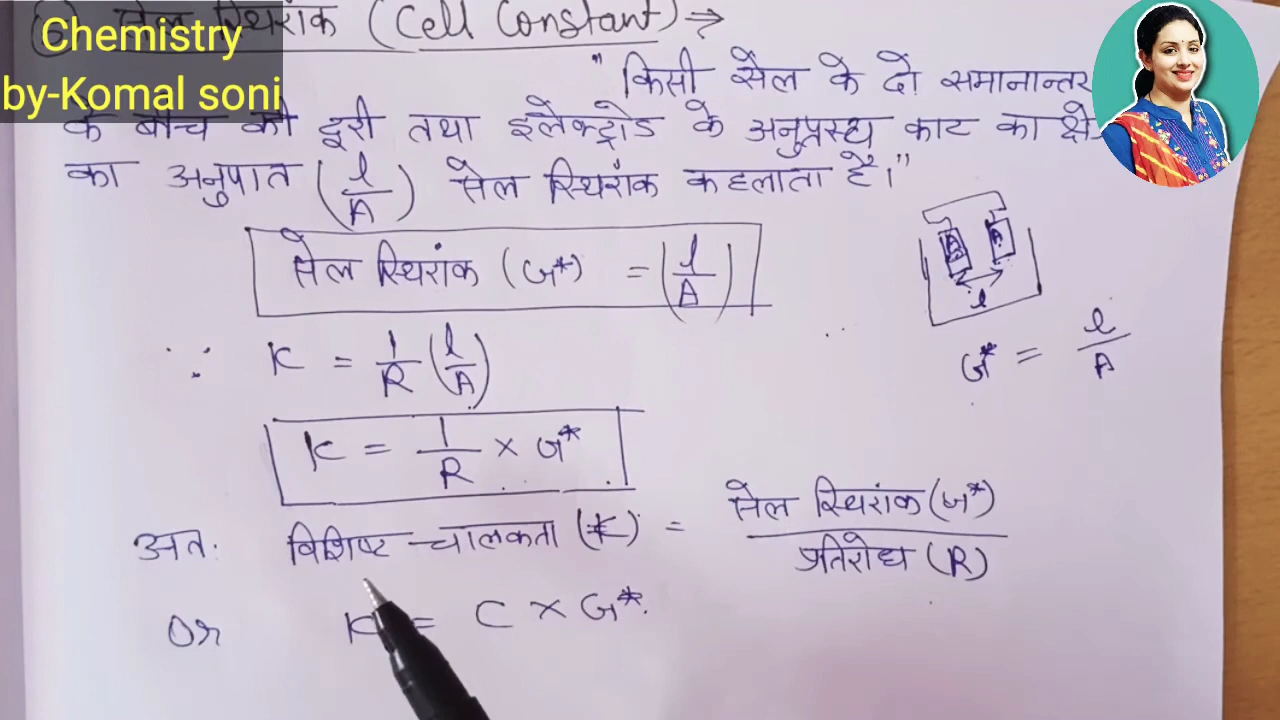 Chemistry
by-Komal soni
सेल स्थिरांक (Cell Constant) ⇒
"किसी सैल के दो समानान्तर
के बीच की दूरी तथा इलेक्ट्रोड के अनुप्रस्थ काट का
का अनुपात (l/A) सेल स्थिरांक कहलाता है।"
सेल स्थिरांक (G*) = (l/A)
∵ K = 1/R (l/A)
G* = l/A
K = 1/R × G*
अतः विशिष्ट चालकता (K) = सेल स्थिरांक (G*) / प्रतिरोध (R)
Or K = C × G*.
A A
l